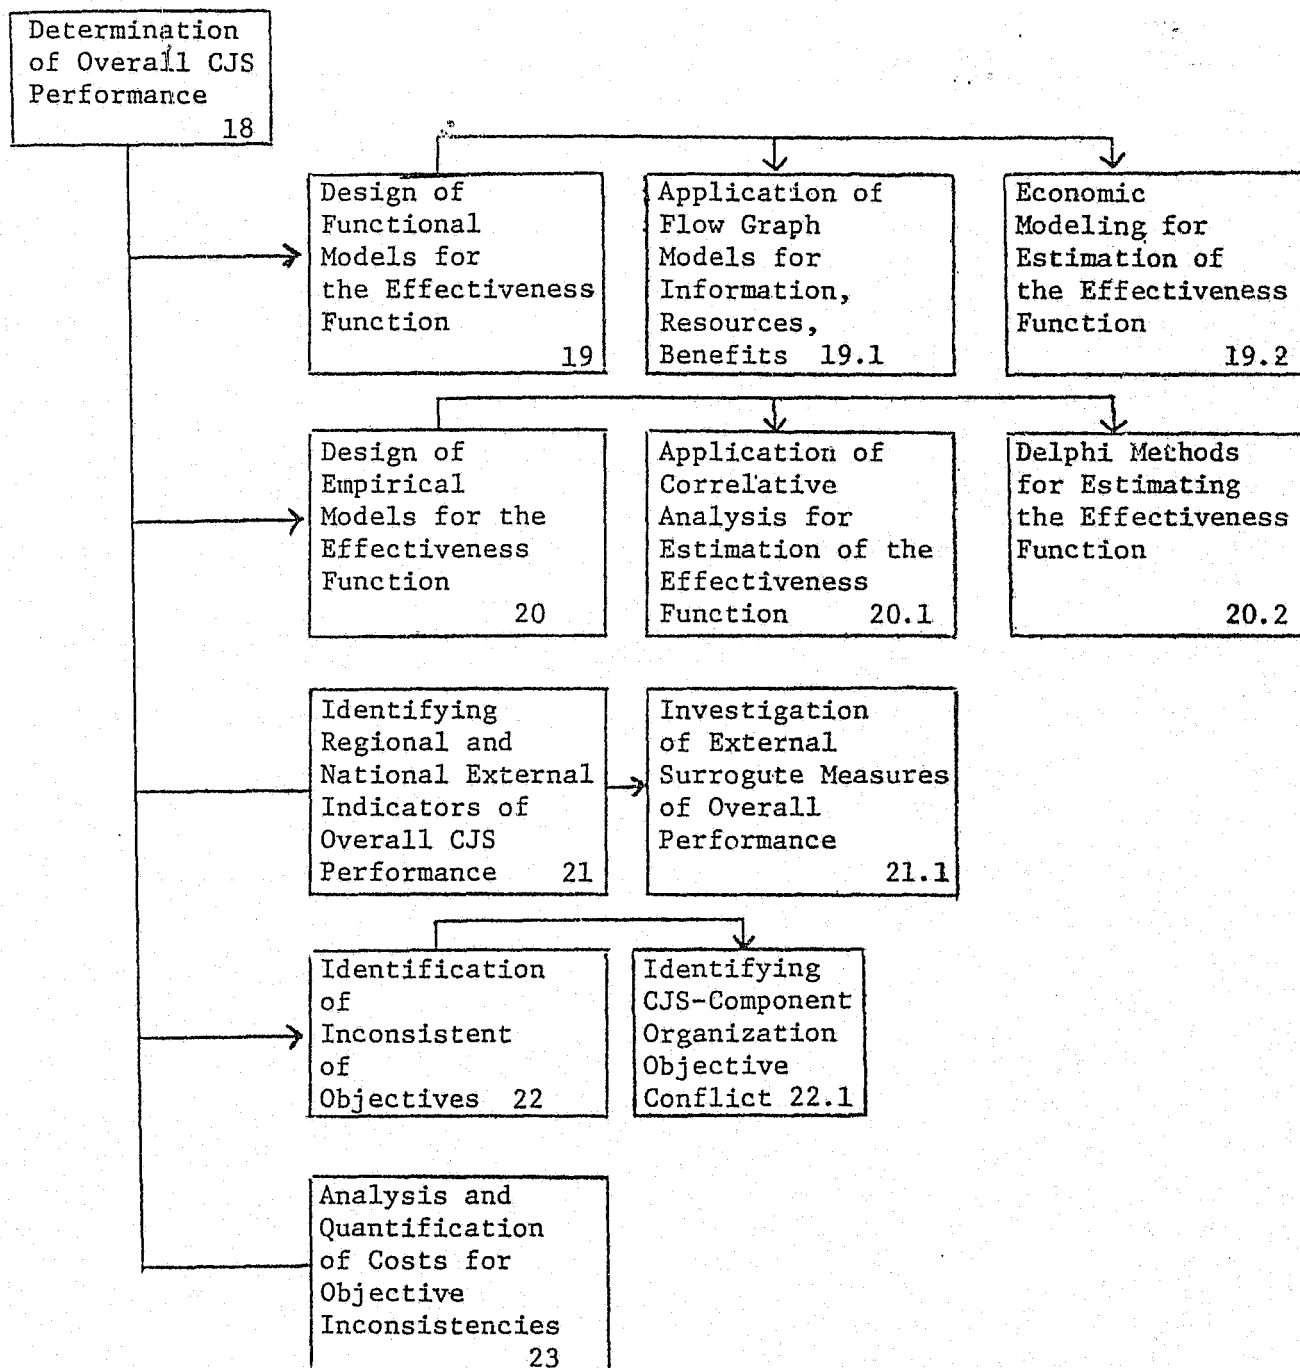 Determination
of Overall CJS
Performance
18
Design of
Functional
Models for
the Effectiveness
Function
19
Application of
Flow Graph
Models for
Information,
Resources,
Benefits 19.1
Economic
Modeling for
Estimation of
the Effectiveness
Function
19.2
Design of
Empirical
Models for the
Effectiveness
Function
20
Application of
Correlative
Analysis for
Estimation of the
Effectiveness
Function 20.1
Delphi Methods
for Estimating
the Effectiveness
Function
20.2
Identifying
Regional and
National External
Indicators of
Overall CJS
Performance 21
Investigation
of External
Surrogute Measures
of Overall
Performance
21.1
Identification
of
Inconsistent
of
Objectives 22
Identifying
CJS-Component
Organization
Objective
Conflict 22.1
Analysis and
Quantification
of Costs for
Objective
Inconsistencies
23